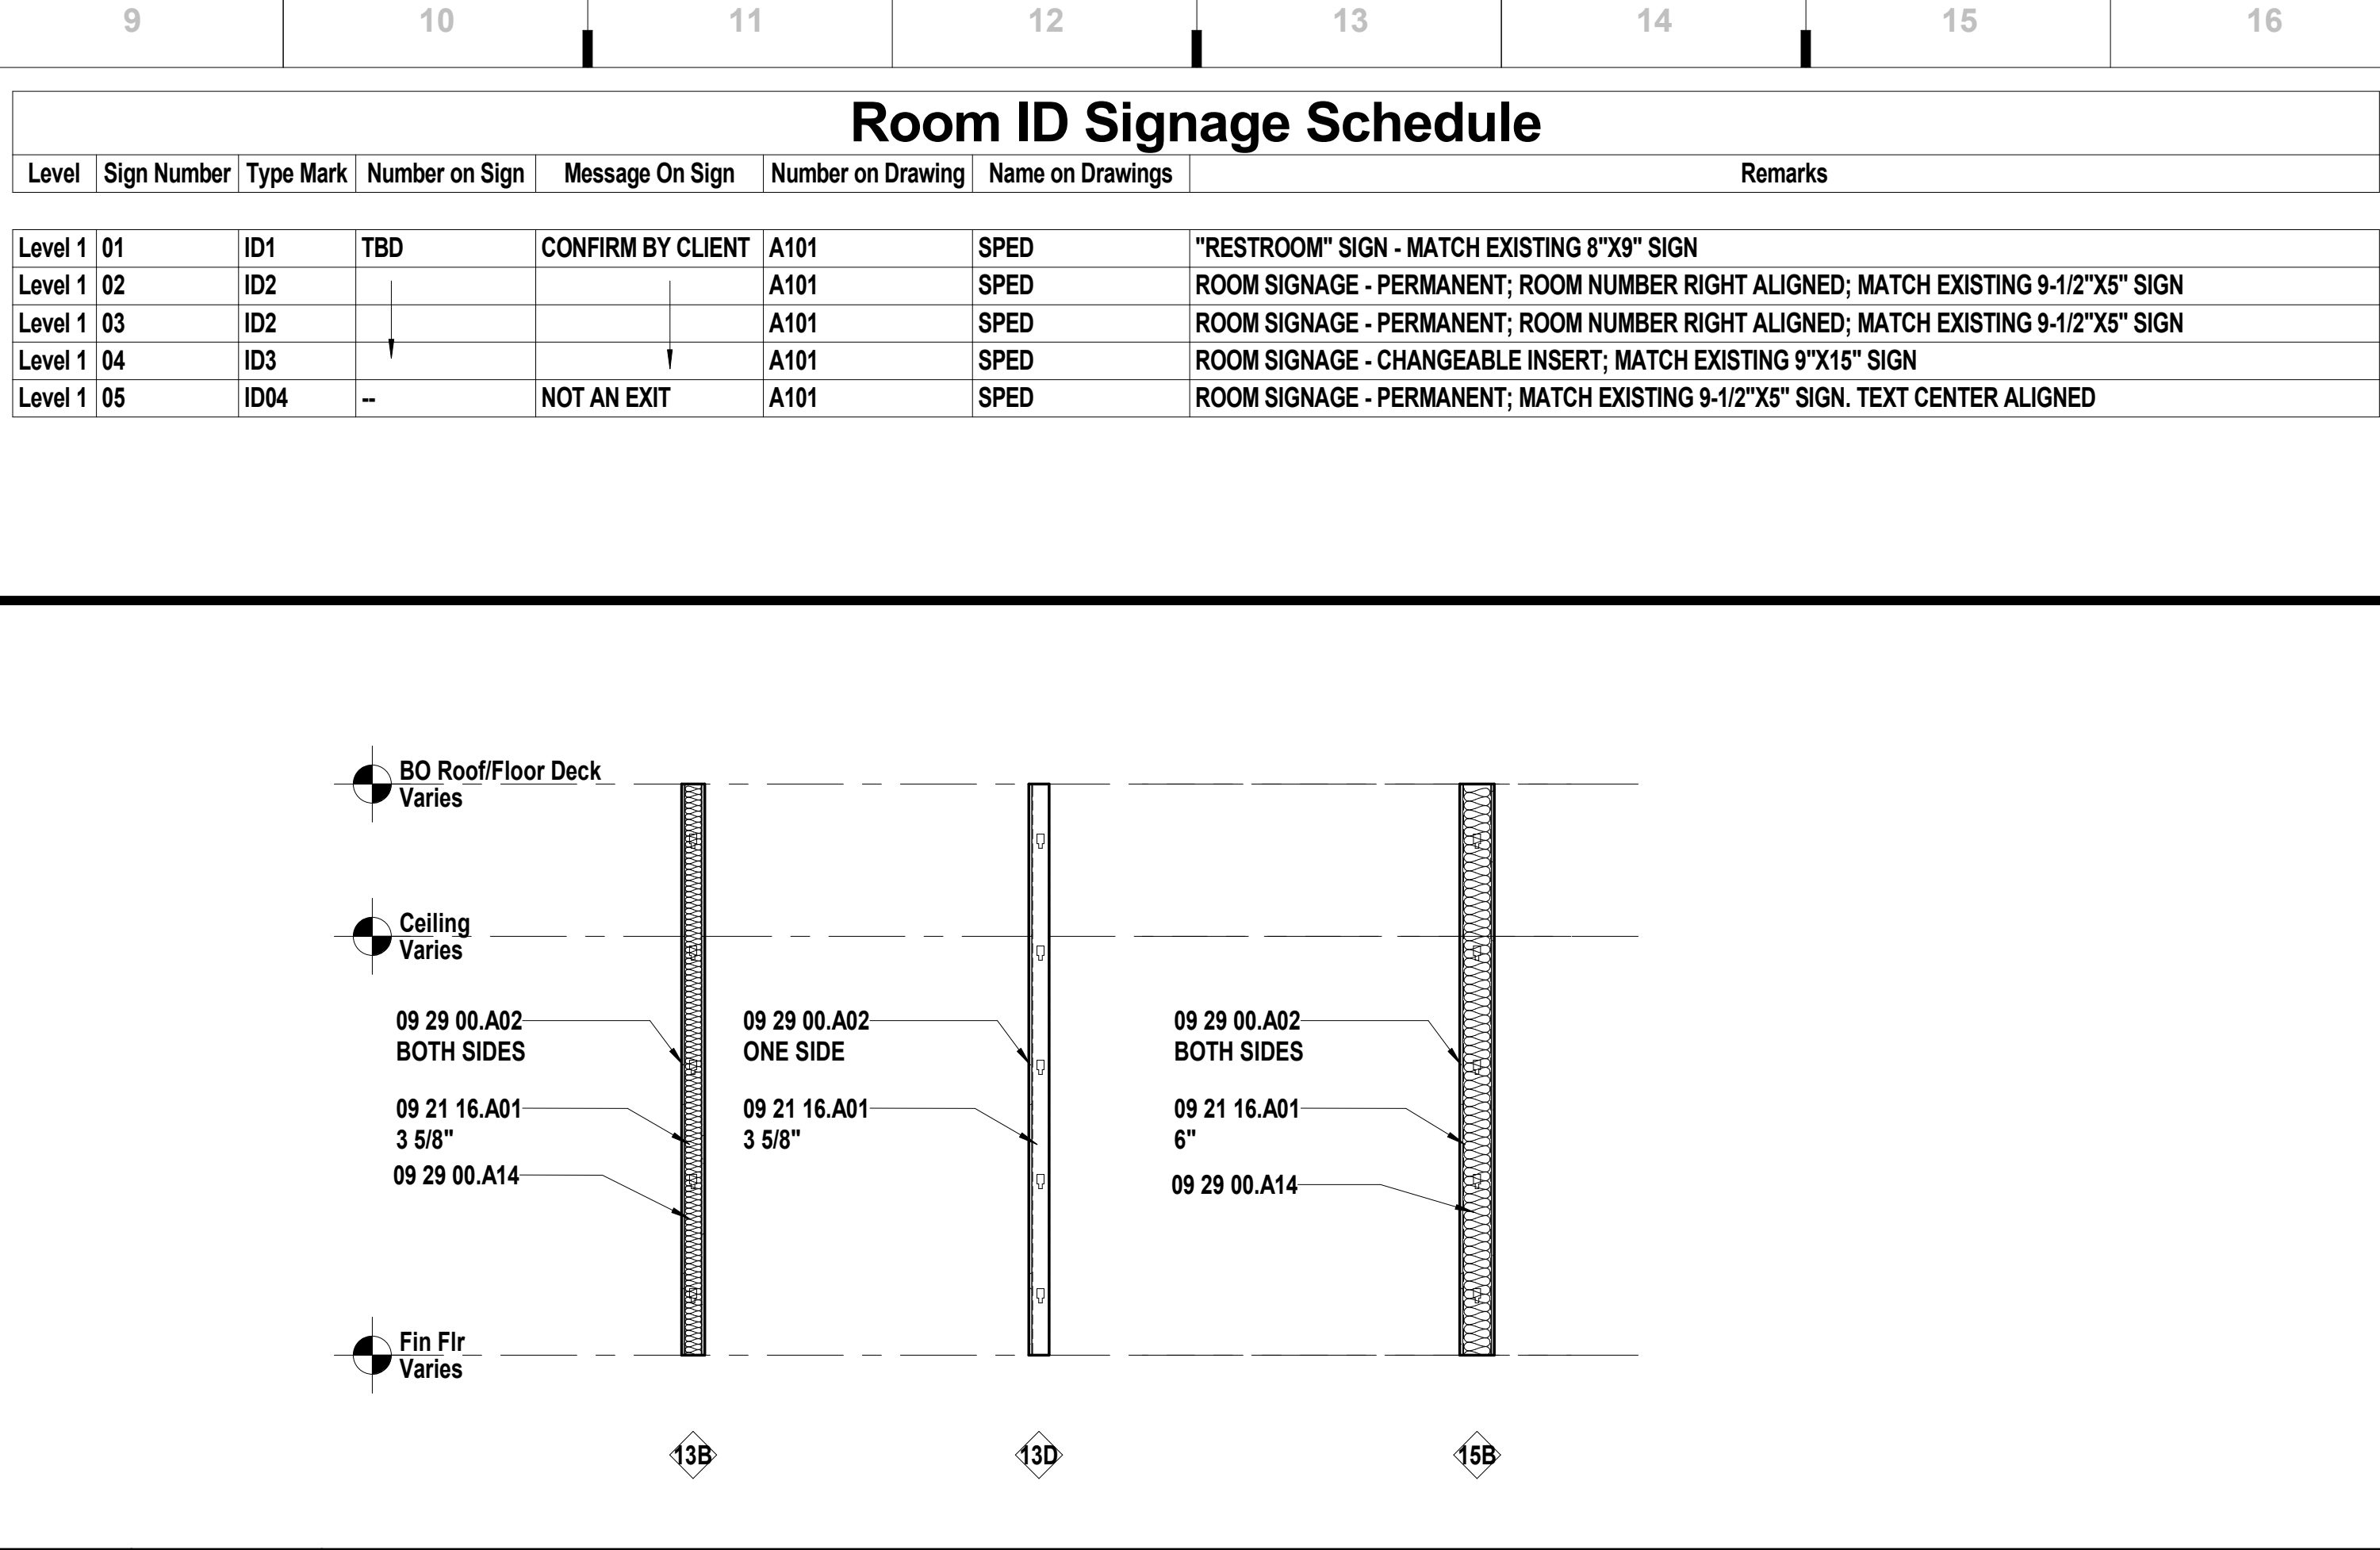 9 10 11 12 13 14 15 16
Room ID Signage Schedule
Level Sign Number Type Mark Number on Sign Message On Sign Number on Drawing Name on Drawings Remarks
Level 1 01 ID1 TBD CONFIRM BY CLIENT A101 SPED "RESTROOM" SIGN - MATCH EXISTING 8"X9" SIGN
Level 1 02 ID2 A101 SPED ROOM SIGNAGE - PERMANENT; ROOM NUMBER RIGHT ALIGNED; MATCH EXISTING 9-1/2"X5" SIGN
Level 1 03 ID2 A101 SPED ROOM SIGNAGE - PERMANENT; ROOM NUMBER RIGHT ALIGNED; MATCH EXISTING 9-1/2"X5" SIGN
Level 1 04 ID3 A101 SPED ROOM SIGNAGE - CHANGEABLE INSERT; MATCH EXISTING 9"X15" SIGN
Level 1 05 ID04 -- NOT AN EXIT A101 SPED ROOM SIGNAGE - PERMANENT; MATCH EXISTING 9-1/2"X5" SIGN. TEXT CENTER ALIGNED
BO Roof/Floor Deck
Varies
Ceiling
Varies
09 29 00.A02 09 29 00.A02 09 29 00.A02
BOTH SIDES ONE SIDE BOTH SIDES
09 21 16.A01 09 21 16.A01 09 21 16.A01
3 5/8" 3 5/8" 6"
09 29 00.A14 09 29 00.A14
Fin Flr
Varies
13B 13D 15B